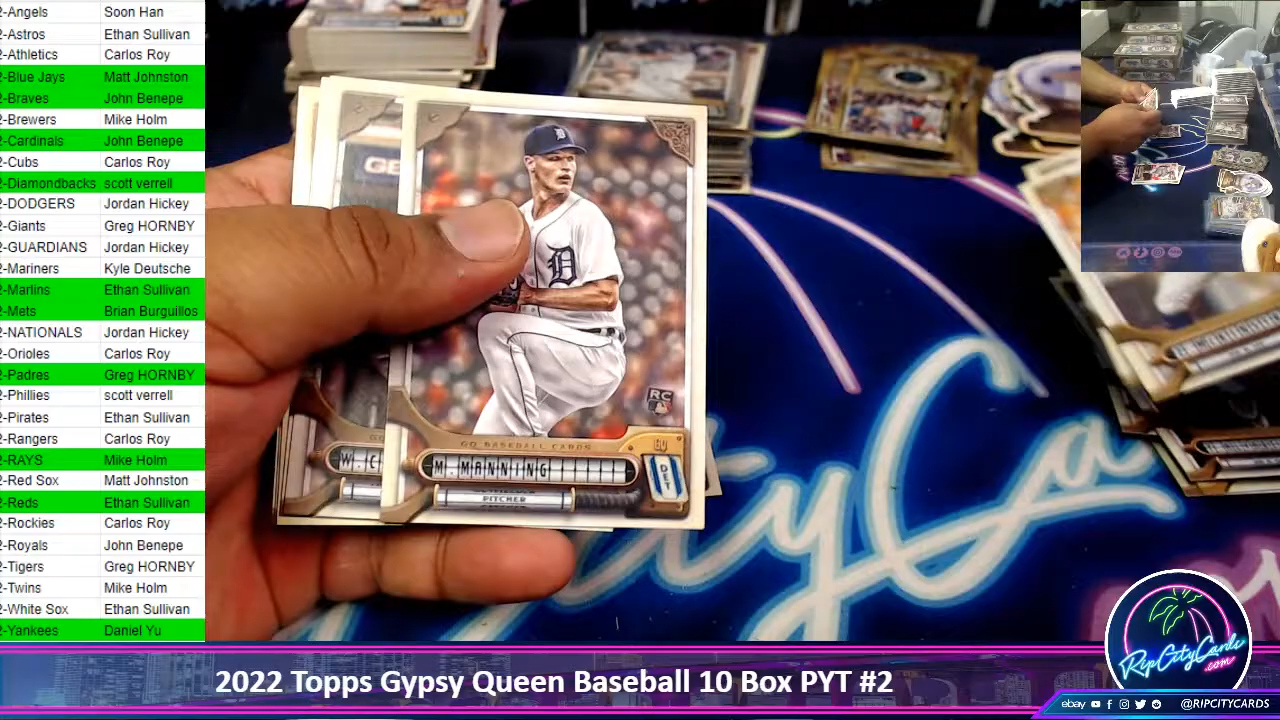 2-Angels Soon Han
2-Astros Ethan Sullivan
2-Athletics Carlos Roy
2-Blue Jays Matt Johnston
2-Braves John Benepe
2-Brewers Mike Holm
2-Cardinals John Benepe
2-Cubs Carlos Roy
2-Diamondbacks scott verrell
2-DODGERS Jordan Hickey
2-Giants Greg HORNBY
2-GUARDIANS Jordan Hickey
2-Mariners Kyle Deutsche
2-Marlins Ethan Sullivan
2-Mets Brian Burguillos
2-NATIONALS Jordan Hickey
2-Orioles Carlos Roy
2-Padres Greg HORNBY
2-Phillies scott verrell
2-Pirates Ethan Sullivan
2-Rangers Carlos Roy
2-RAYS Mike Holm
2-Red Sox Matt Johnston
2-Reds Ethan Sullivan
2-Rockies Carlos Roy
2-Royals John Benepe
2-Tigers Greg HORNBY
2-Twins Mike Holm
2-White Sox Ethan Sullivan
2-Yankees Daniel Yu
GE
D
D
RC
GQ BASEBALL CARDS
GQ
W.C
M.MANNING
DET
PITCHER
ity Ca
RipCityCards
.com
2022 Topps Gypsy Queen Baseball 10 Box PYT #2
ebay @RIPCITYCARDS